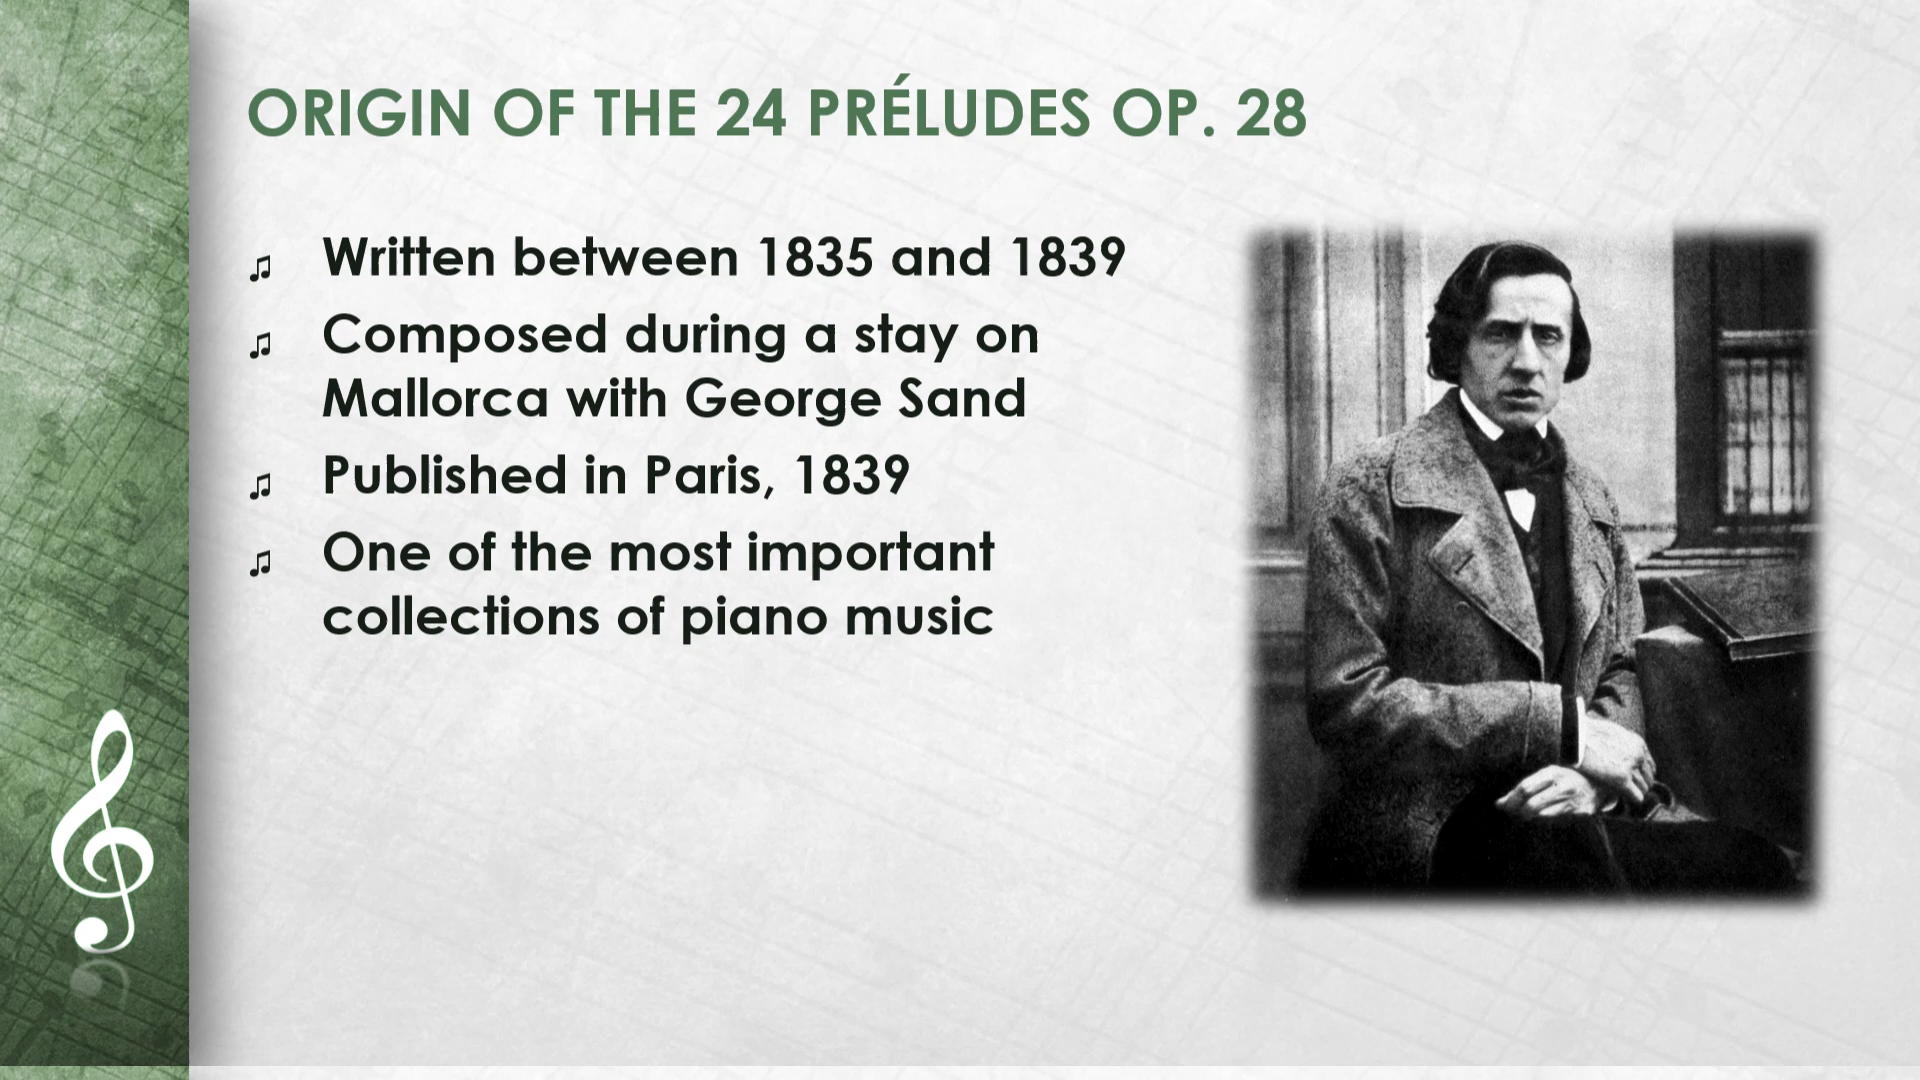 ORIGIN OF THE 24 PRÉLUDES OP. 28
♫ Written between 1835 and 1839
♫ Composed during a stay on
Mallorca with George Sand
♫ Published in Paris, 1839
♫ One of the most important
collections of piano music